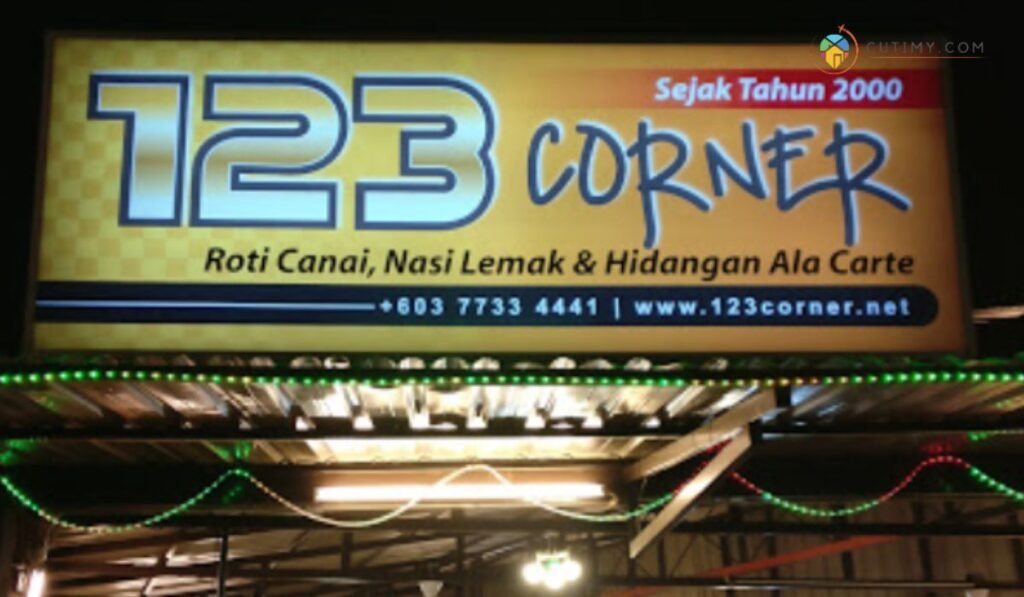 CUTIMY.COM
Sejak Tahun 2000
123 CORNER
Roti Canai, Nasi Lemak & Hidangan Ala Carte
+603 7733 4441 | www.123corner.net